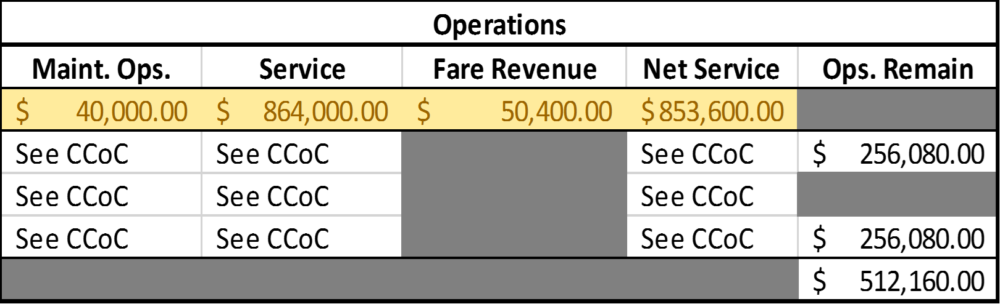 Operations
Maint. Ops. Service Fare Revenue Net Service Ops. Remain
$ 40,000.00 $ 864,000.00 $ 50,400.00 $853,600.00
See CCoC See CCoC See CCoC $ 256,080.00
See CCoC See CCoC See CCoC
See CCoC See CCoC See CCoC $ 256,080.00
$ 512,160.00